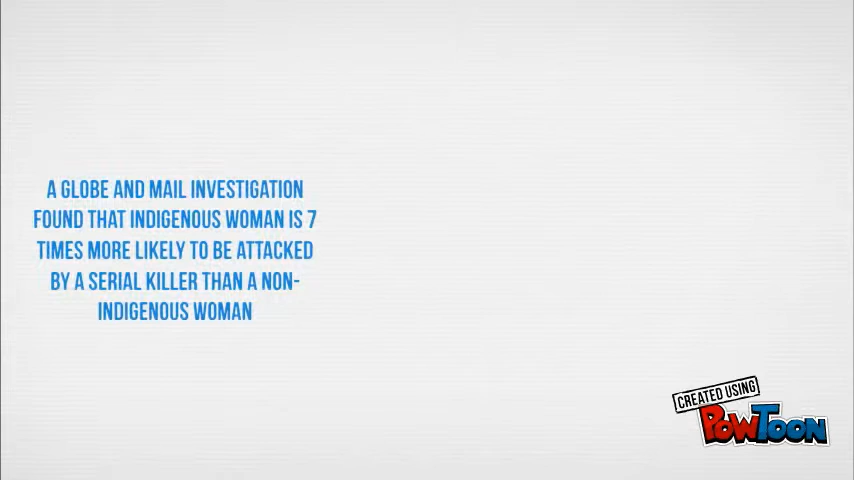 A GLOBE AND MAIL INVESTIGATION
FOUND THAT INDIGENOUS WOMAN IS 7
TIMES MORE LIKELY TO BE ATTACKED
BY A SERIAL KILLER THAN A NON-
INDIGENOUS WOMAN
CREATED USING
POWTOON